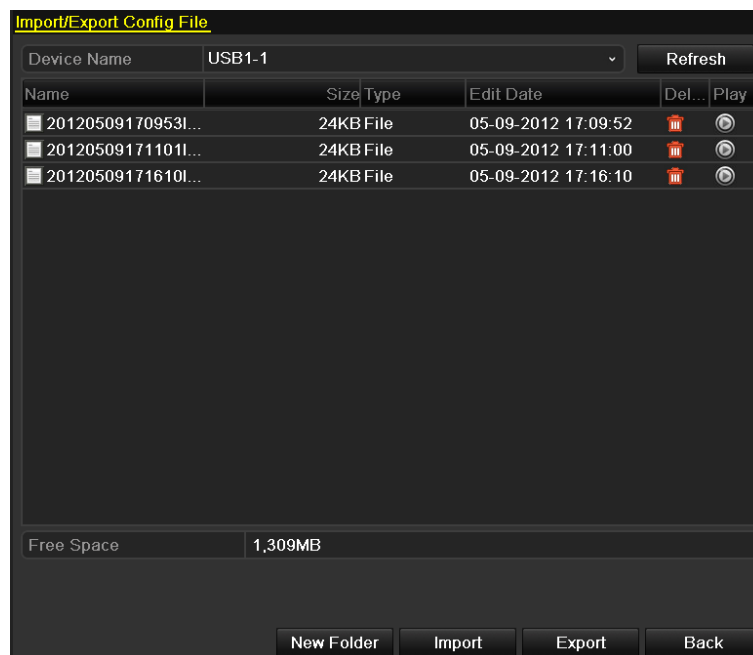 Import/Export Config File
Device Name USB1-1 Refresh
Name Size Type Edit Date Del... Play
20120509170953I... 24KB File 05-09-2012 17:09:52
20120509171101I... 24KB File 05-09-2012 17:11:00
20120509171610I... 24KB File 05-09-2012 17:16:10
Free Space 1,309MB
New Folder Import Export Back